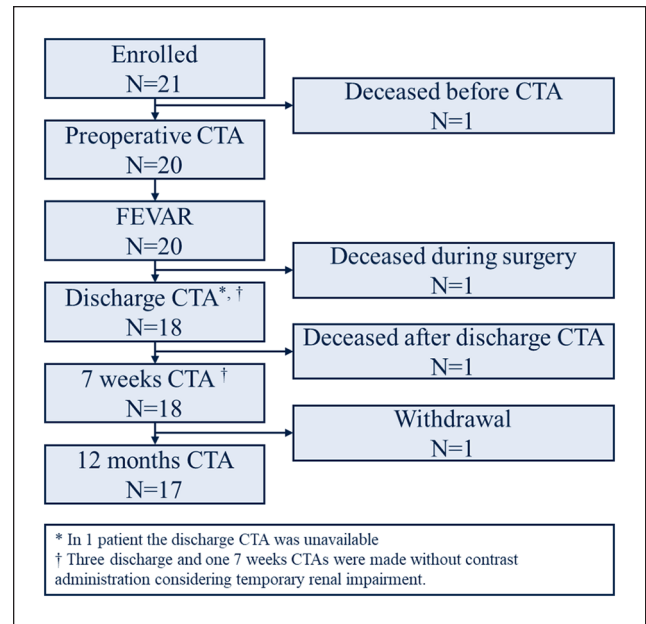 Enrolled
N=21
Deceased before CTA
N=1
Preoperative CTA
N=20
FEVAR
N=20
Deceased during surgery
N=1
Discharge CTA*, †
N=18
Deceased after discharge CTA
N=1
7 weeks CTA †
N=18
Withdrawal
N=1
12 months CTA
N=17
* In 1 patient the discharge CTA was unavailable
† Three discharge and one 7 weeks CTAs were made without contrast
administration considering temporary renal impairment.